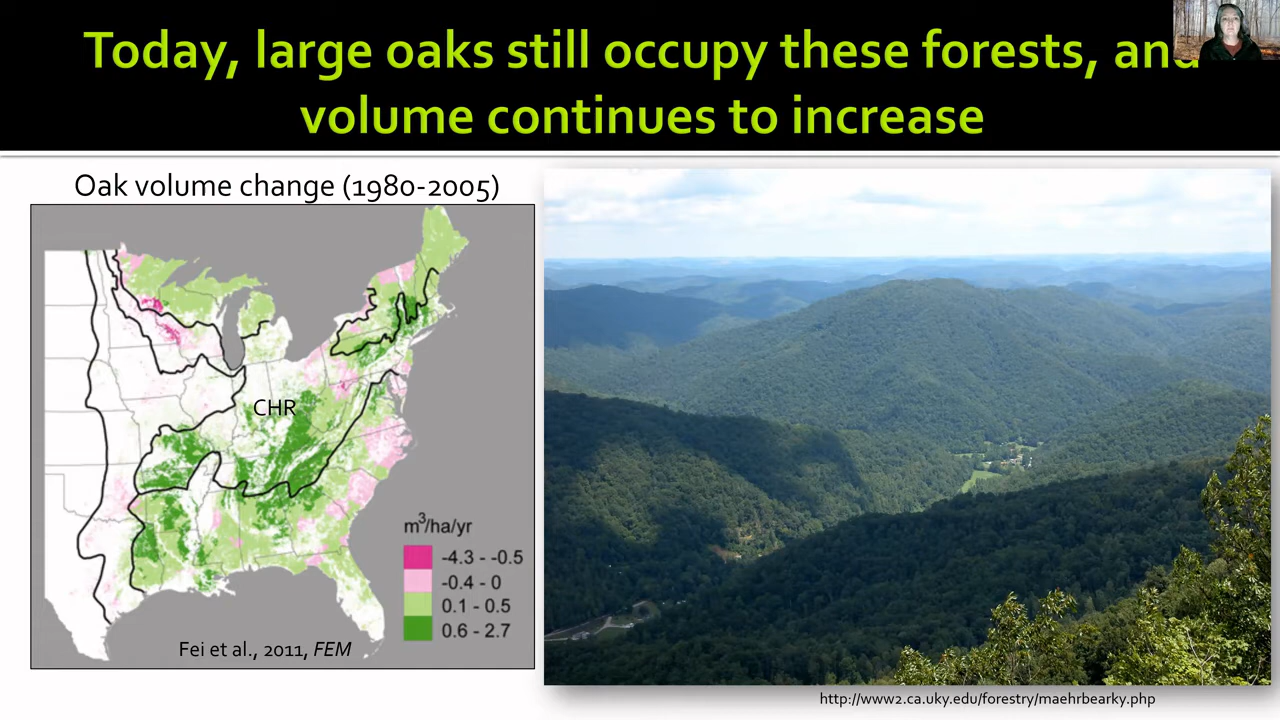 Today, large oaks still occupy these forests, and
volume continues to increase
Oak volume change (1980-2005)
CHR
m³/ha/yr
-4.3 - -0.5
-0.4 - 0
0.1 - 0.5
0.6 - 2.7
Fei et al., 2011, FEM
http://www2.ca.uky.edu/forestry/maehrbearky.php